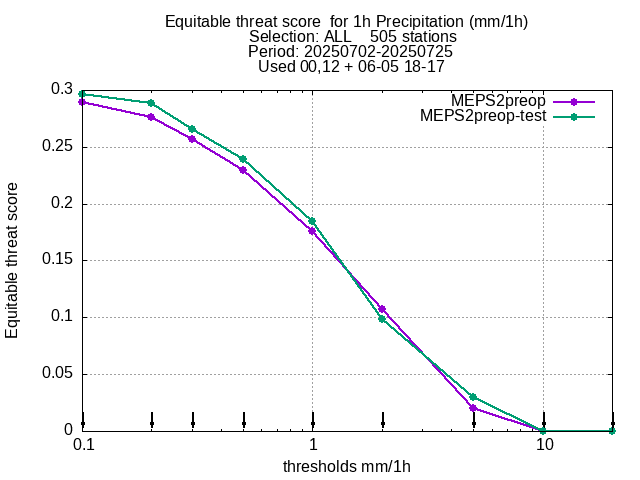 Equitable threat score  for 1h Precipitation (mm/1h)
Selection: ALL    505 stations
Period: 20250702-20250725
Used 00,12 + 06-05 18-17
MEPS2preop
MEPS2preop-test
Equitable threat score
0.3
0.25
0.2
0.15
0.1
0.05
0
0.1
1
10
thresholds mm/1h